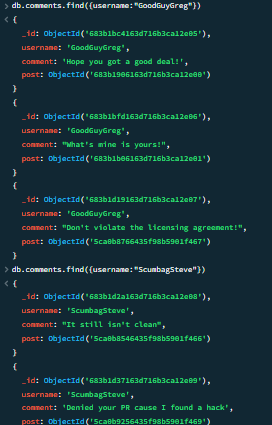 > db.comments.find({username:"GoodGuyGreg"})
< {
_id: ObjectId('683b1bc4163d716b3ca12e05'),
username: 'GoodGuyGreg',
comment: 'Hope you got a good deal!',
post: ObjectId('683b1906163d716b3ca12e00')
}
{
_id: ObjectId('683b1bfd163d716b3ca12e06'),
username: 'GoodGuyGreg',
comment: "What's mine is yours!",
post: ObjectId('683b1b06163d716b3ca12e01')
}
{
_id: ObjectId('683b1d19163d716b3ca12e07'),
username: 'GoodGuyGreg',
comment: "Don't violate the licensing agreement!",
post: ObjectId('5ca0b8766435f98b5901f467')
}
> db.comments.find({username:"ScumbagSteve"})
< {
_id: ObjectId('683b1d2a163d716b3ca12e08'),
username: 'ScumbagSteve',
comment: "It still isn't clean",
post: ObjectId('5ca0b8546435f98b5901f466')
}
{
_id: ObjectId('683b1d37163d716b3ca12e09'),
username: 'ScumbagSteve',
comment: 'Denied your PR cause I found a hack',
post: ObjectId('5ca0b9256435f98b5901f469')